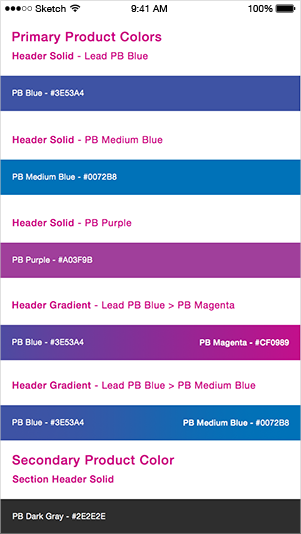 Sketch 9:41 AM 100%
Primary Product Colors
Header Solid - Lead PB Blue
PB Blue - #3E53A4
Header Solid - PB Medium Blue
PB Medium Blue - #0072B8
Header Solid - PB Purple
PB Purple - #A03F9B
Header Gradient - Lead PB Blue > PB Magenta
PB Blue - #3E53A4 PB Magenta - #CF0989
Header Gradient - Lead PB Blue > PB Medium Blue
PB Blue - #3E53A4 PB Medium Blue - #0072B8
Secondary Product Color
Section Header Solid
PB Dark Gray - #2E2E2E